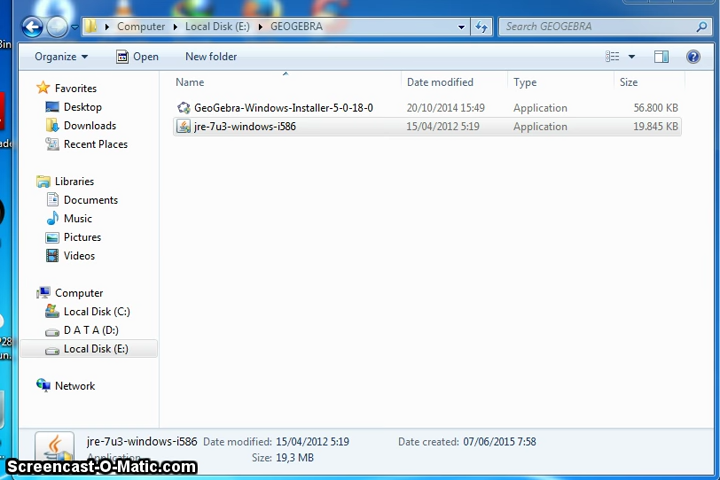 Computer
Local Disk (E:)
GEOGEBRA
Search GEOGEBRA
Organize
Open
New folder
Name
Date modified
Type
Size
GeoGebra-Windows-Installer-5-0-18-0
20/10/2014 15:49
Application
56.800 KB
jre-7u3-windows-i586
15/04/2012 5:19
Application
19.845 KB
Favorites
Desktop
Downloads
Recent Places
Libraries
Documents
Music
Pictures
Videos
Computer
Local Disk (C:)
D A T A (D:)
Local Disk (E:)
Network
jre-7u3-windows-i586
Date modified: 15/04/2012 5:19
Date created: 07/06/2015 7:58
Application
Size: 19,3 MB
Screencast-O-Matic.com